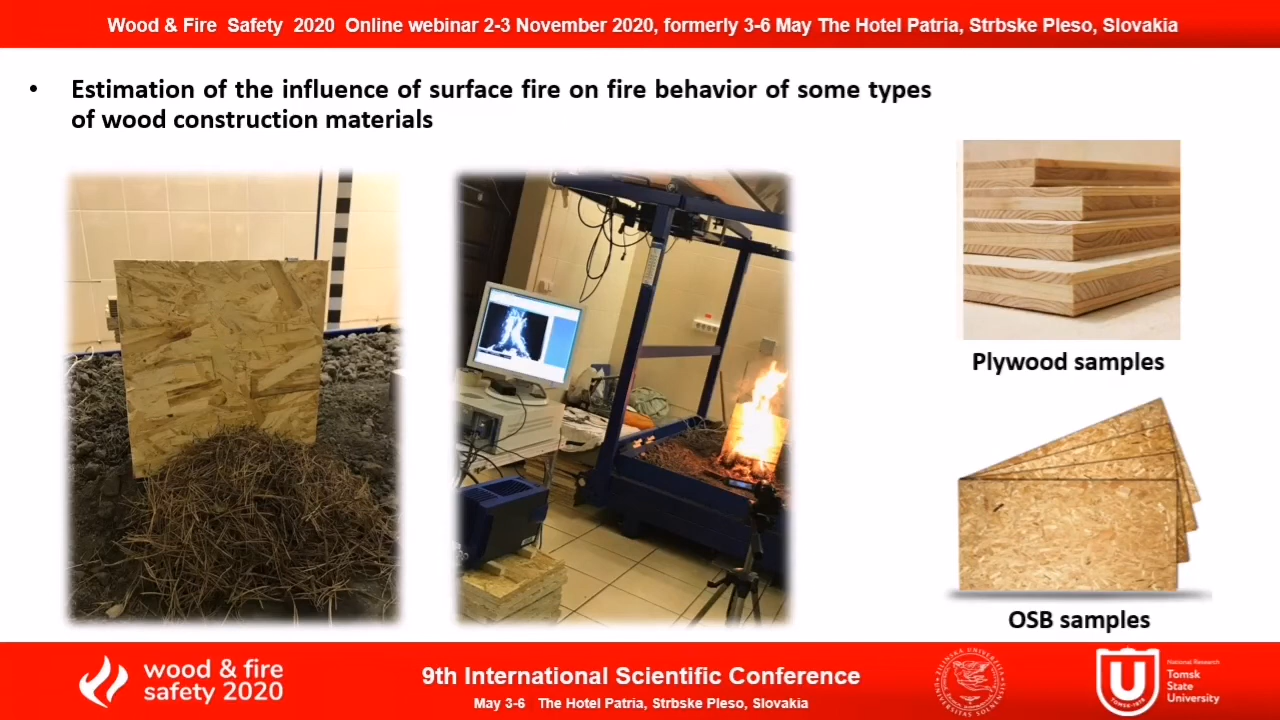 Wood & Fire Safety 2020 Online webinar 2-3 November 2020, formerly 3-6 May The Hotel Patria, Strbske Pleso, Slovakia
• Estimation of the influence of surface fire on fire behavior of some types
of wood construction materials
Plywood samples
OSB samples
wood & fire
safety 2020
9th International Scientific Conference
May 3-6 The Hotel Patria, Strbske Pleso, Slovakia
National Research
Tomsk
State
University